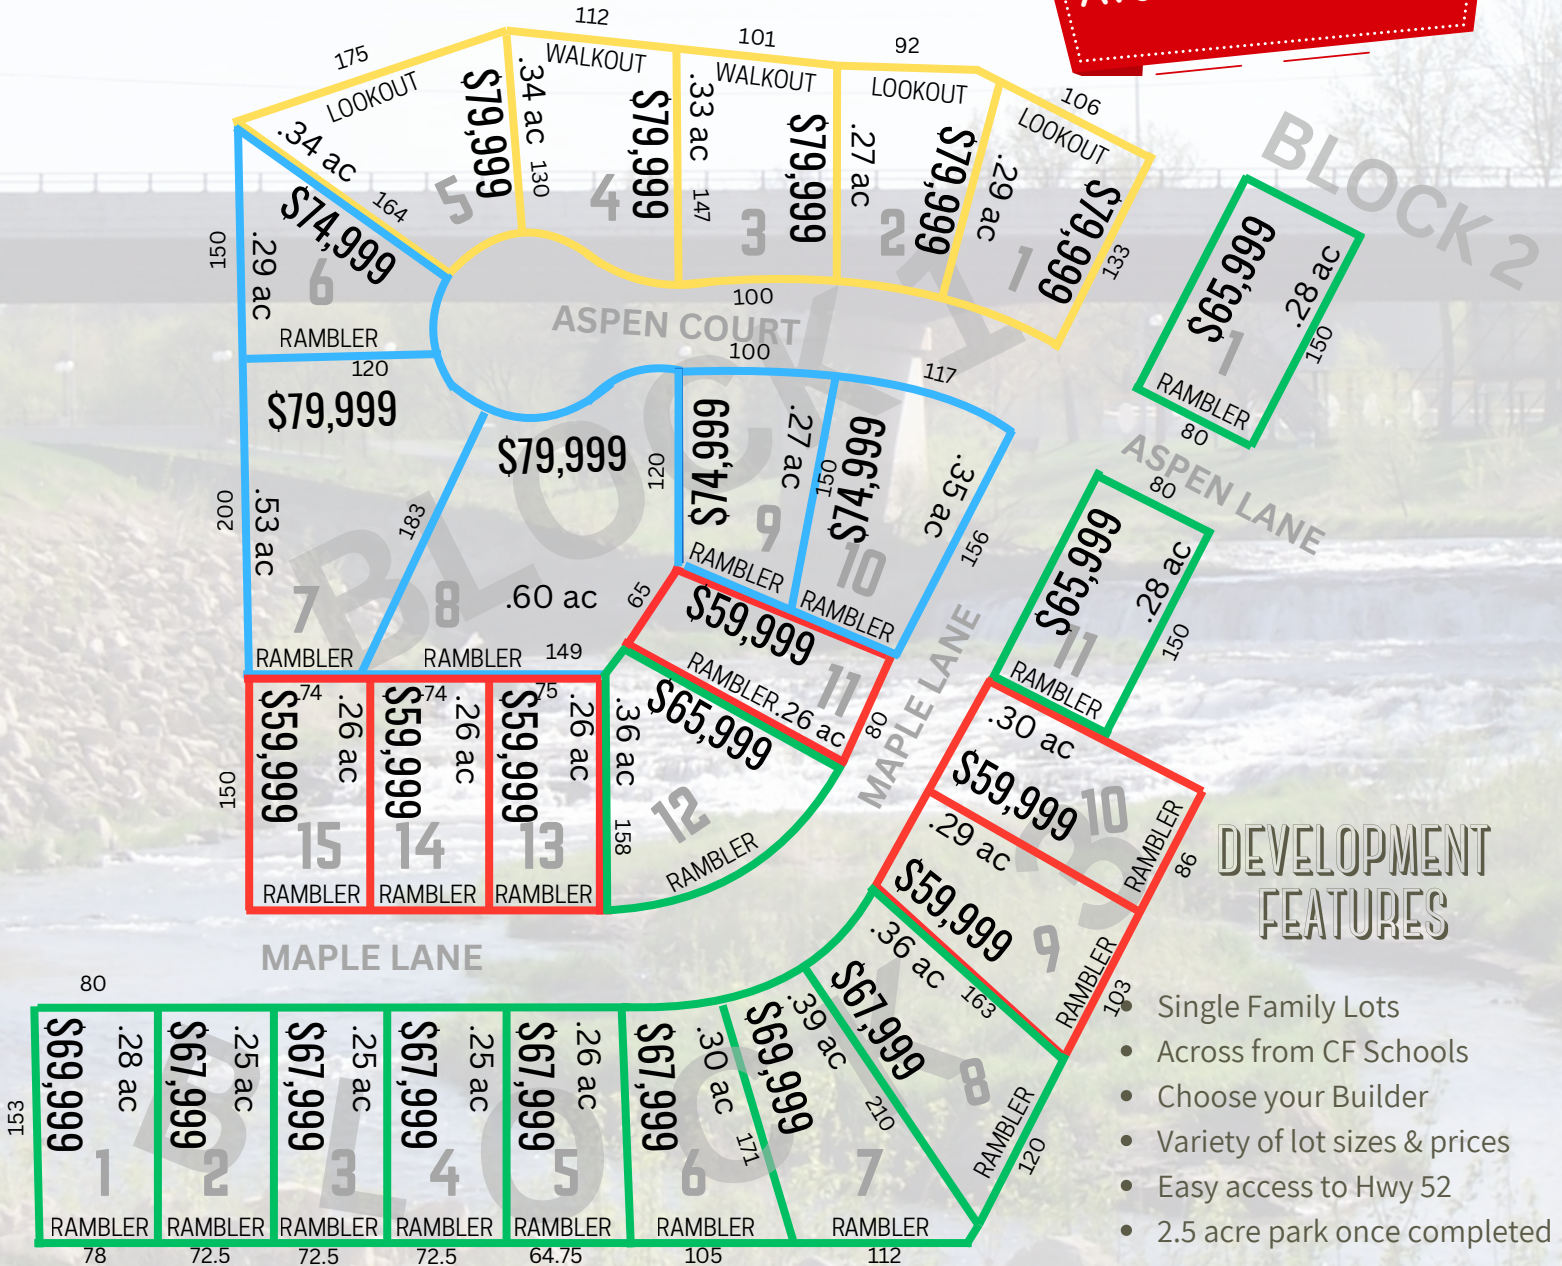 175
112
101
92
106
LOOKOUT
.34 ac
$79,999
5
164
WALKOUT
.34 ac
$79,999
130
4
WALKOUT
.33 ac
$79,999
147
3
LOOKOUT
.27 ac
$79,999
2
LOOKOUT
.29 ac
$79,999
1
133
150
$74,999
.29 ac
6
RAMBLER
120
100
ASPEN COURT
100
117
BLOCK 1
$79,999
200
.53 ac
7
RAMBLER
183
$79,999
8
.60 ac
RAMBLER
149
120
$74,999
.27 ac
9
RAMBLER
150
$74,999
.35 ac
10
RAMBLER
156
65
$59,999
RAMBLER
.26 ac
11
80
MAPLE LANE
$65,999
.36 ac
12
158
RAMBLER
74
$59,999
.26 ac
150
15
RAMBLER
74
$59,999
.26 ac
14
RAMBLER
75
$59,999
.26 ac
13
RAMBLER
MAPLE LANE
BLOCK 2
$65,999
.28 ac
1
150
RAMBLER
80
ASPEN LANE
80
$65,999
.28 ac
11
150
RAMBLER
.30 ac
$59,999
10
RAMBLER
86
.29 ac
$59,999
9
RAMBLER
103
.36 ac
163
$67,999
8
RAMBLER
120
BLOCK 3
80
153
$69,999
.28 ac
1
RAMBLER
78
$67,999
.25 ac
2
RAMBLER
72.5
$67,999
.25 ac
3
RAMBLER
72.5
$67,999
.25 ac
4
RAMBLER
72.5
$67,999
.26 ac
5
RAMBLER
64.75
$67,999
.30 ac
6
171
RAMBLER
105
$69,999
.39 ac
7
210
RAMBLER
112
DEVELOPMENT
FEATURES
• Single Family Lots
• Across from CF Schools
• Choose your Builder
• Variety of lot sizes & prices
• Easy access to Hwy 52
• 2.5 acre park once completed